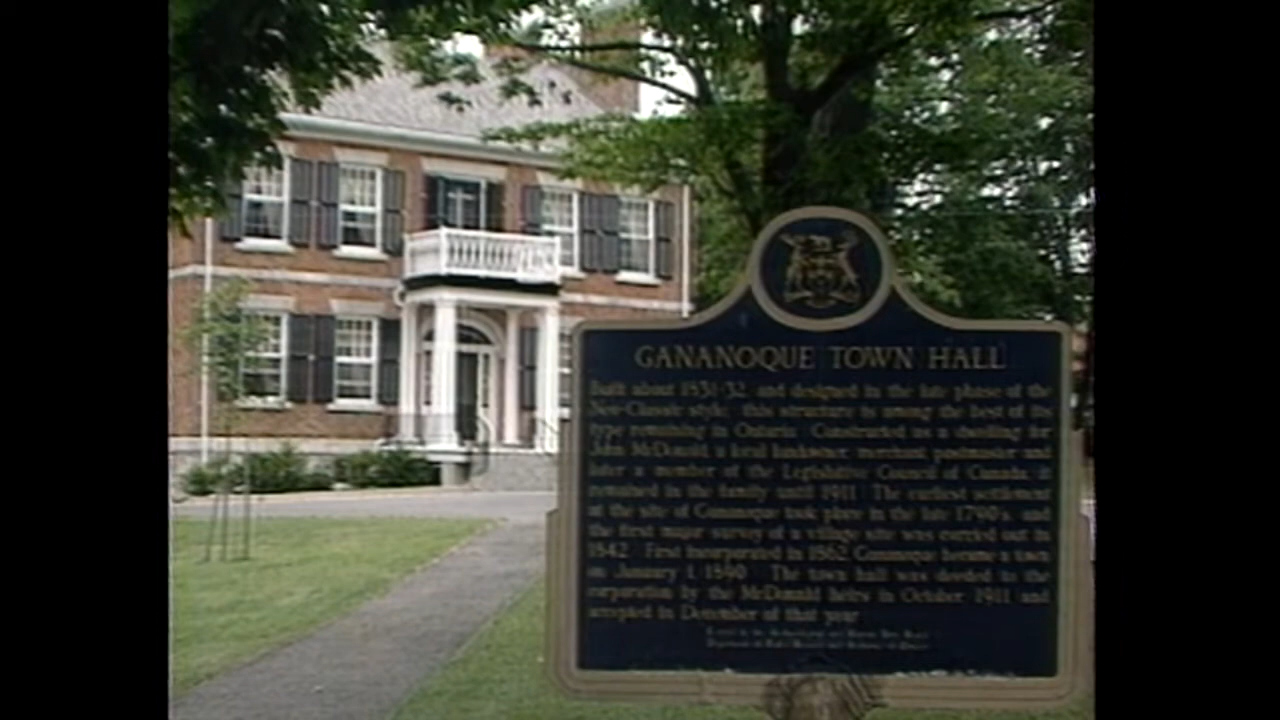 GANANOQUE TOWN HALL
Built about 1831-32, and designed in the late phase of the
Neo-Classic style, this structure is among the best of its
type remaining in Ontario. Constructed as a dwelling for
John McDonald, a local landowner, merchant, postmaster and
later a member of the Legislative Council of Canada, it
remained in the family until 1911. The earliest settlement
at the site of Gananoque took place in the late 1790's, and
the first major survey of a village site was carried out in
1842. First incorporated in 1862, Gananoque became a town
on January 1, 1890. The town hall was deeded to the
corporation by the McDonald heirs in October 1911 and
accepted in December of that year.